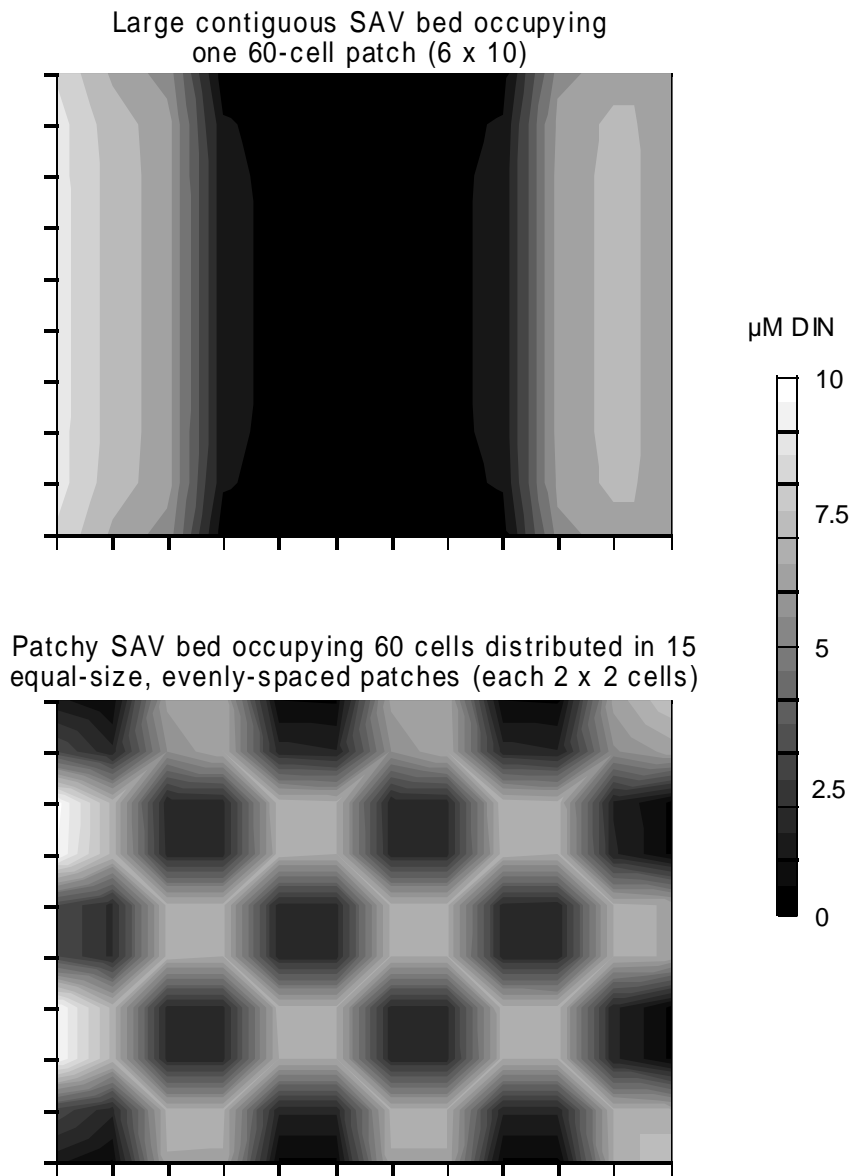 Large contiguous SAV bed occupying
one 60-cell patch (6 x 10)
µM DIN
10
7.5
5
2.5
0
Patchy SAV bed occupying 60 cells distributed in 15
equal-size, evenly-spaced patches (each 2 x 2 cells)